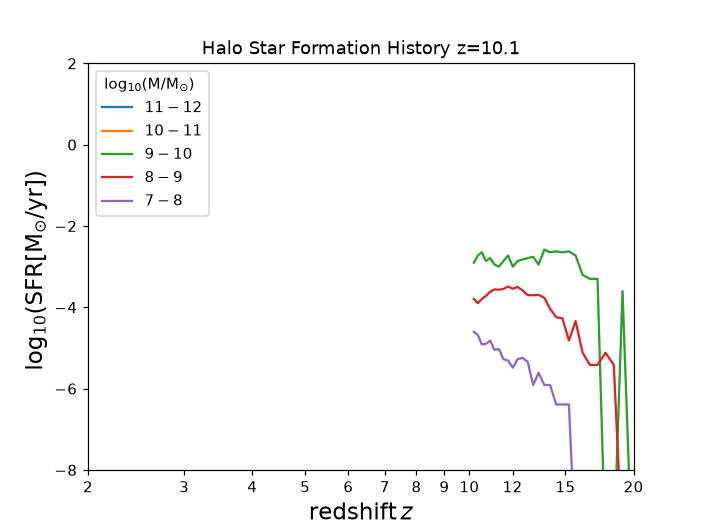 Halo Star Formation History z=10.1
log₁₀(SFR[M⊙/yr])
2
0
−2
−4
−6
−8
log₁₀(M/M⊙)
11 − 12
10 − 11
9 − 10
8 − 9
7 − 8
2 3 4 5 6 7 8 9 10 12 15 20
redshift z